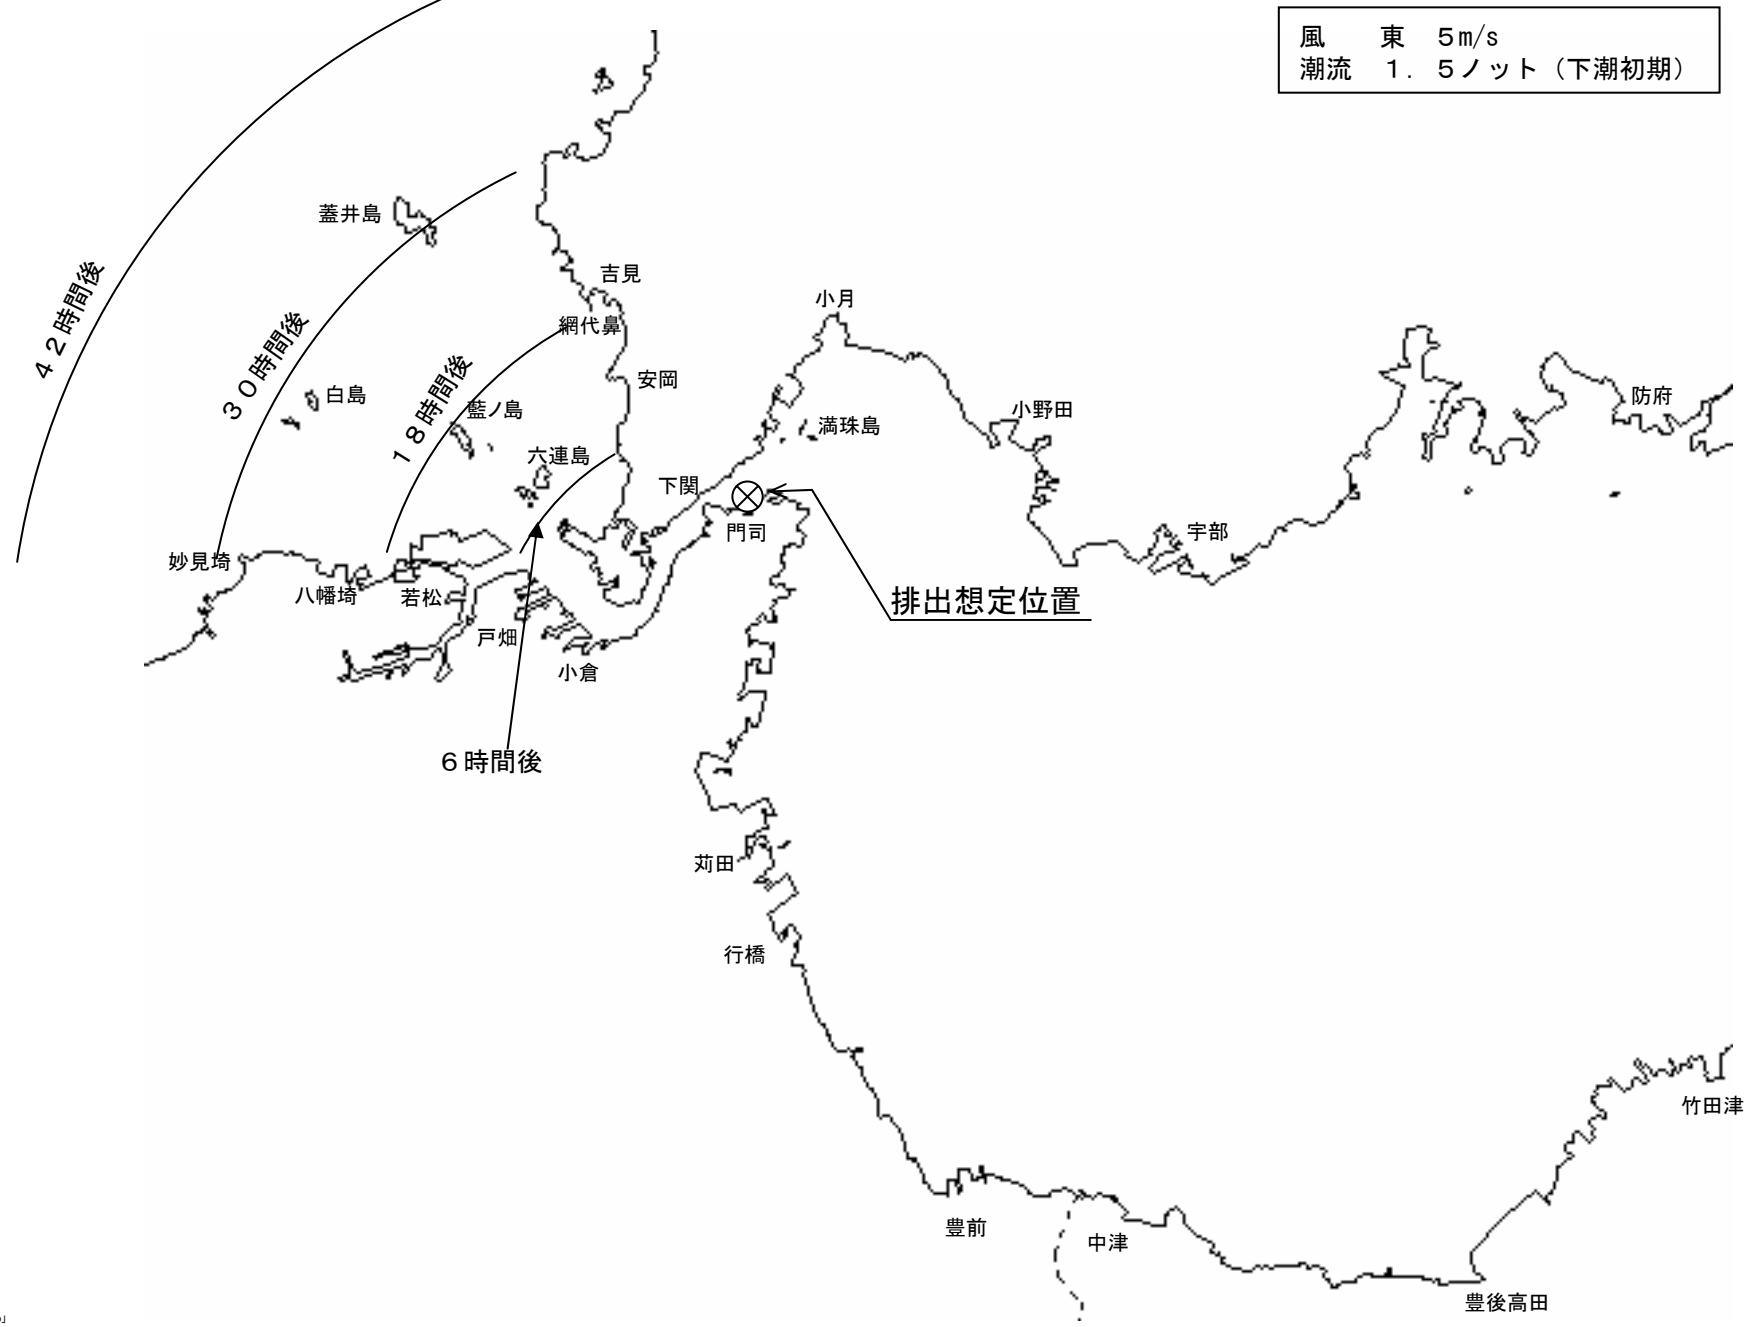 風　　東　５m/s
潮流　１．５ノット（下潮初期）
蓋井島
吉見
小月
４２時間後
網代鼻
３０時間後
安岡
１８時間後
白島
藍ノ島
小野田
防府
満珠島
六連島
下関
門司
宇部
妙見埼
八幡埼
若松
排出想定位置
戸畑
小倉
６時間後
苅田
行橋
竹田津
豊前
中津
豊後高田